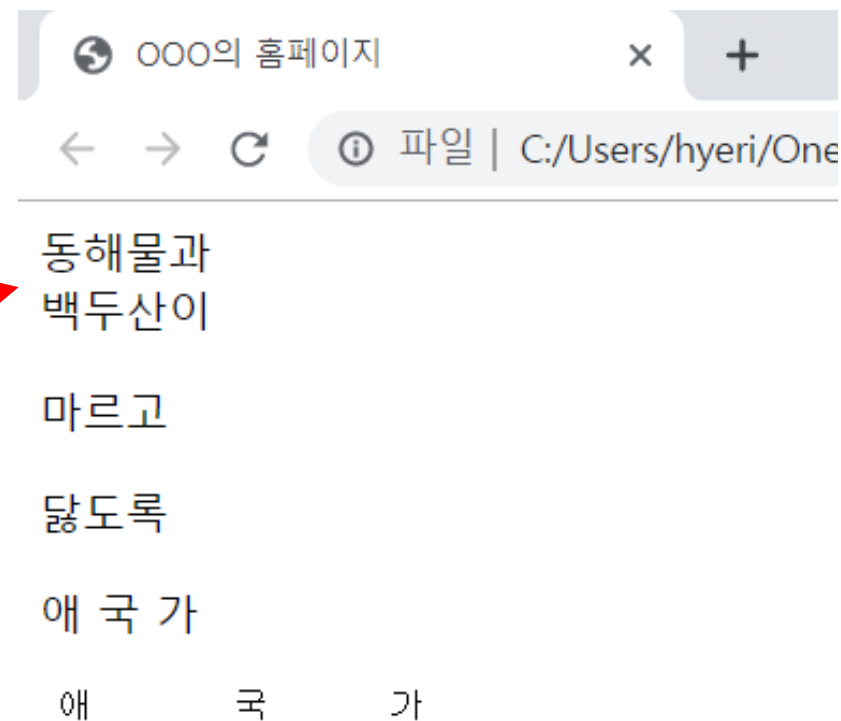 OOO의 홈페이지
파일 | C:/Users/hyeri/One
동해물과
백두산이
마르고
닳도록
애 국 가
애 국 가